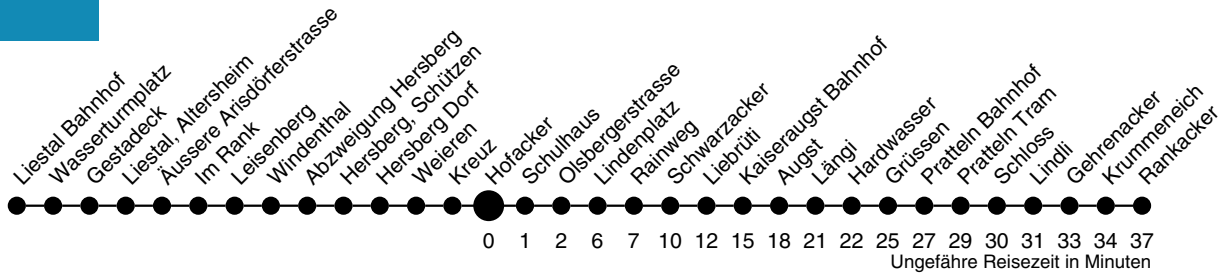 Liestal Bahnhof
Wasserturmplatz
Gestadeck
Liestal, Altersheim
Äussere Arisdörferstrasse
Im Rank
Leisenberg
Windenthal
Abzweigung Hersberg
Hersberg, Schützen
Hersberg Dorf
Weieren
Kreuz
Hofacker
Schulhaus
Olsbergerstrasse
Lindenplatz
Rainweg
Schwarzacker
Liebrüti
Kaiseraugst Bahnhof
Augst
Längi
Hardwasser
Grüssen
Pratteln Bahnhof
Pratteln Tram
Schloss
Lindli
Gehrenacker
Krummeneich
Rankacker
0 1 2 6 7 10 12 15 18 21 22 25 27 29 30 31 33 34 37
Ungefähre Reisezeit in Minuten